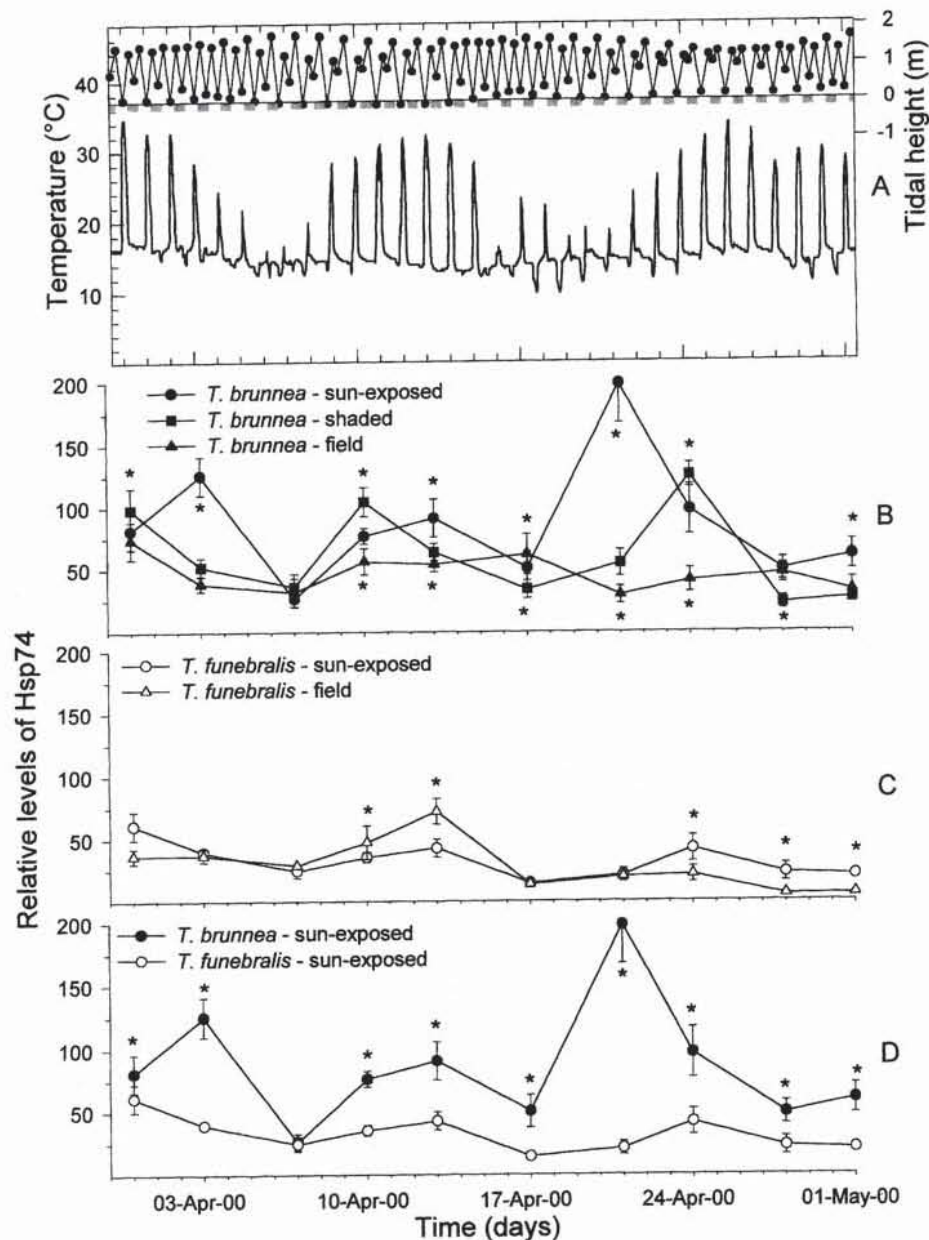 2
1
0
-1
Tidal height (m)
40
30
20
10
Temperature (°C)
A
200
150
100
50
T. brunnea - sun-exposed
T. brunnea - shaded
T. brunnea - field
* * * * * * * * * * * * * *
B
200
150
100
50
T. funebralis - sun-exposed
T. funebralis - field
* * * * *
C
Relative levels of Hsp74
200
150
100
50
T. brunnea - sun-exposed
T. funebralis - sun-exposed
* * * * * * * * *
D
03-Apr-00 10-Apr-00 17-Apr-00 24-Apr-00 01-May-00
Time (days)